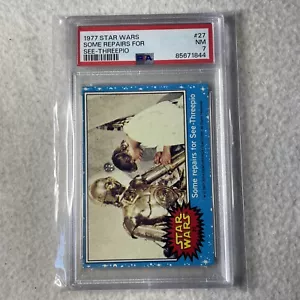 1977 STAR WARS #27
SOME REPAIRS FOR NM
SEE-THREEPIO PSA 7
85671844
Some repairs for See-Threepio
STAR
WARS